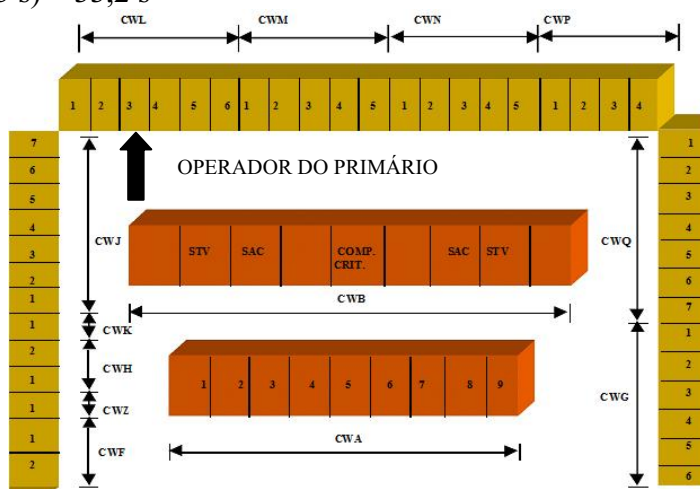 s) = 33,2 s
CWL CWM CWN CWP
1 2 3 4 5 6 1 2 3 4 5 1 2 3 4 5 1 2 3 4
OPERADOR DO PRIMÁRIO
7
6
5
4
3
2
1
1
2
1
1
1
2
CWJ
CWK
CWH
CWZ
CWF
STV SAC COMP. CRIT. SAC STV
CWB
1 2 3 4 5 6 7 8 9
CWA
CWQ
CWG
1
2
3
4
5
6
7
1
2
3
4
5
6